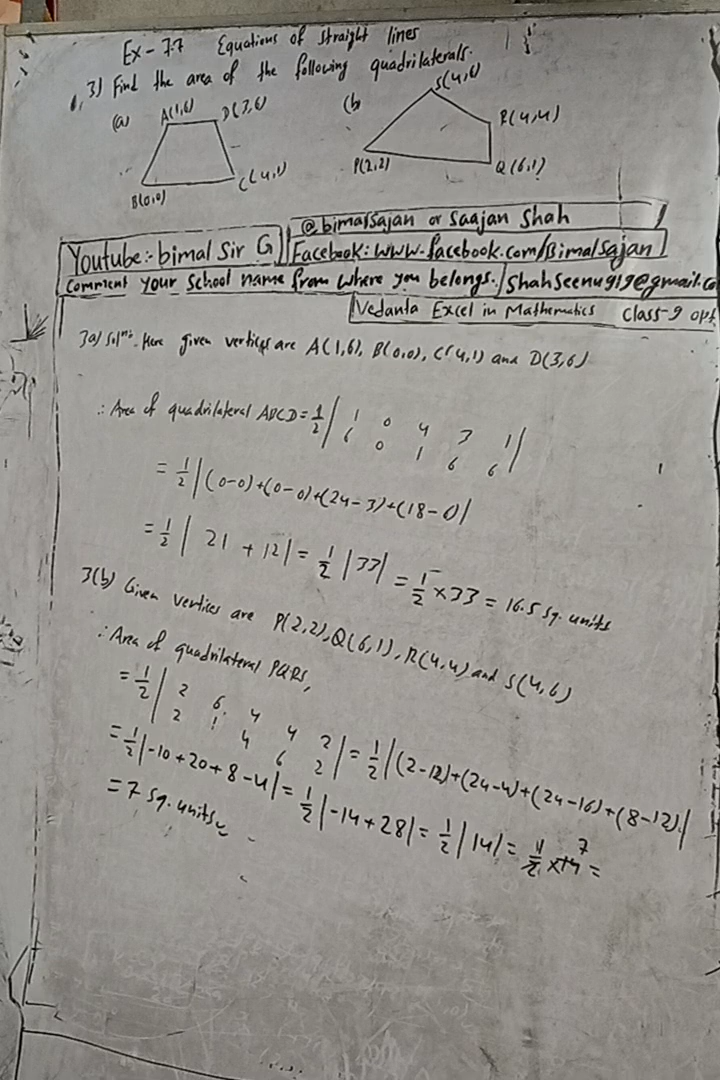 Ex-7.7 Equations of straight lines
3) Find the area of the following quadrilaterals.
(a) A(1,6) D(3,6) B(0,0) C(4,1)
(b) S(4,6) R(4,4) P(2,2) Q(6,1)
@bimalsajan or Saajan Shah
Youtube:- bimal Sir G Facebook: www.facebook.com/Bimalsajan
Comment your School name from where you belongs./Shahseenu919@gmail.co
Vedanta Excel in Mathematics Class-9 opt
3a) Solⁿ:. Here given vertices are A(1,6), B(0,0), C(4,1) and D(3,6)
∴ Area of quadrilateral ABCD = 1/2 | 1 0 4 3 1 |
6 0 1 6 6
= 1/2 |(0-0)+(0-0)+(24-3)+(18-6)|
= 1/2 | 21 + 12| = 1/2 |33| = 1/2 × 33 = 16.5 sq. units
3(b) Given vertices are P(2,2), Q(6,1), R(4,4) and S(4,6)
∴ Area of quadrilateral PQRS,
= 1/2 | 2 6 4 4 2 | = 1/2 |(2-12)+(24-4)+(24-16)+(8-12)|
2 1 4 6 2
= 1/2 |-10+20+8-4| = 1/2 |-14+28| = 1/2 |14| = 1/2 × 14 7 =
= 7 sq. units